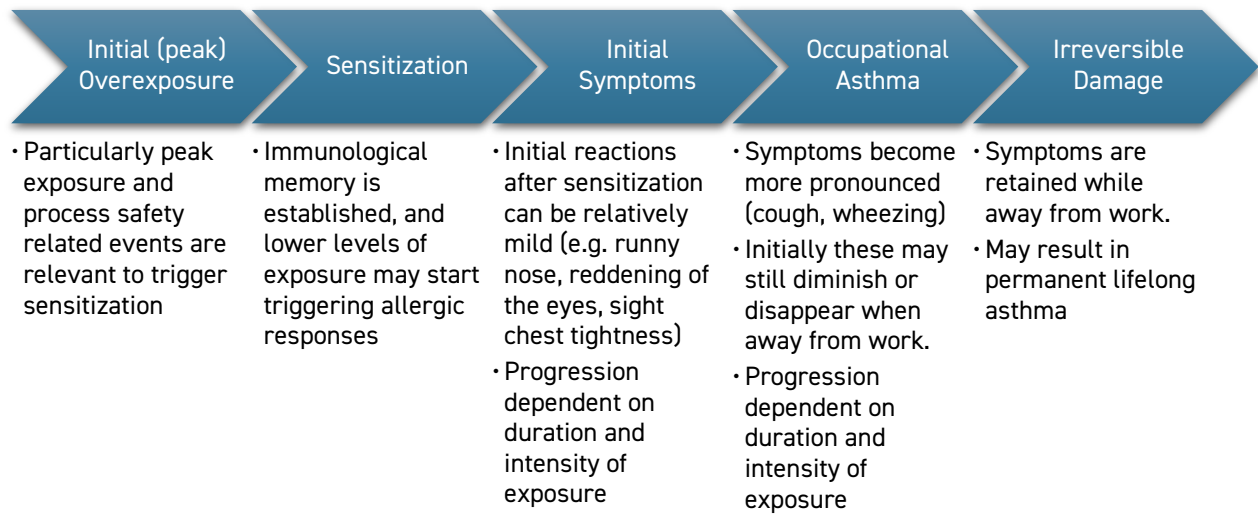 Initial (peak)
Overexposure
Sensitization
Initial
Symptoms
Occupational
Asthma
Irreversible
Damage
· Particularly peak
exposure and
process safety
related events are
relevant to trigger
sensitization
· Immunological
memory is
established, and
lower levels of
exposure may start
triggering allergic
responses
· Initial reactions
after sensitization
can be relatively
mild (e.g. runny
nose, reddening of
the eyes, sight
chest tightness)
· Progression
dependent on
duration and
intensity of
exposure
· Symptoms become
more pronounced
(cough, wheezing)
· Initially these may
still diminish or
disappear when
away from work.
· Progression
dependent on
duration and
intensity of
exposure
· Symptoms are
retained while
away from work.
· May result in
permanent lifelong
asthma